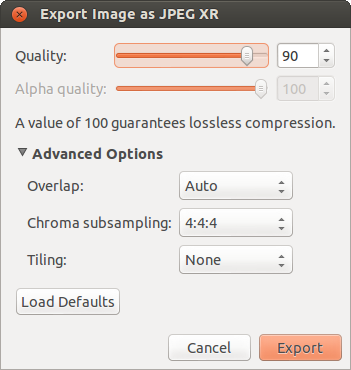 Export Image as JPEG XR
Quality: 90
Alpha quality: 100
A value of 100 guarantees lossless compression.
Advanced Options
Overlap: Auto
Chroma subsampling: 4:4:4
Tiling: None
Load Defaults
Cancel Export